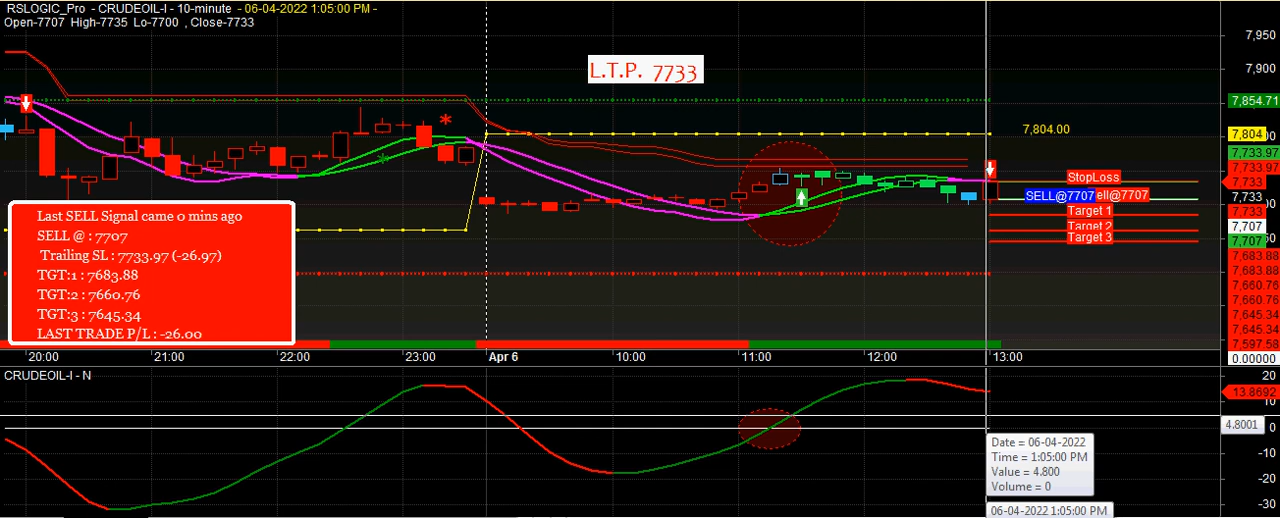 RSLOGIC_Pro - CRUDEOIL-I - 10-minute - 06-04-2022 1:05:00 PM -
Open-7707 High-7735 Lo-7700 , Close-7733
L.T.P. 7733
7,950
7,900
7,854.71
7,804.00
7,804
7,733.97
7,733.97
7,733
7,733
7,733
7,707
7,707
7,683.88
7,683.88
7,660.76
7,660.76
7,645.34
7,645.34
7,597.58
0.00000
StopLoss
SELL@7707
ell@7707
Target 1
Target 2
Target 3
Last SELL Signal came 0 mins ago
SELL @ : 7707
Trailing SL : 7733.97 (-26.97)
TGT:1 : 7683.88
TGT:2 : 7660.76
TGT:3 : 7645.34
LAST TRADE P/L : -26.00
20:00 21:00 22:00 23:00 Apr 6 10:00 11:00 12:00 13:00
CRUDEOIL-I - N
20
13.8692
10
4.8001
0
-10
-20
-30
Date = 06-04-2022
Time = 1:05:00 PM
Value = 4.800
Volume = 0
06-04-2022 1:05:00 PM